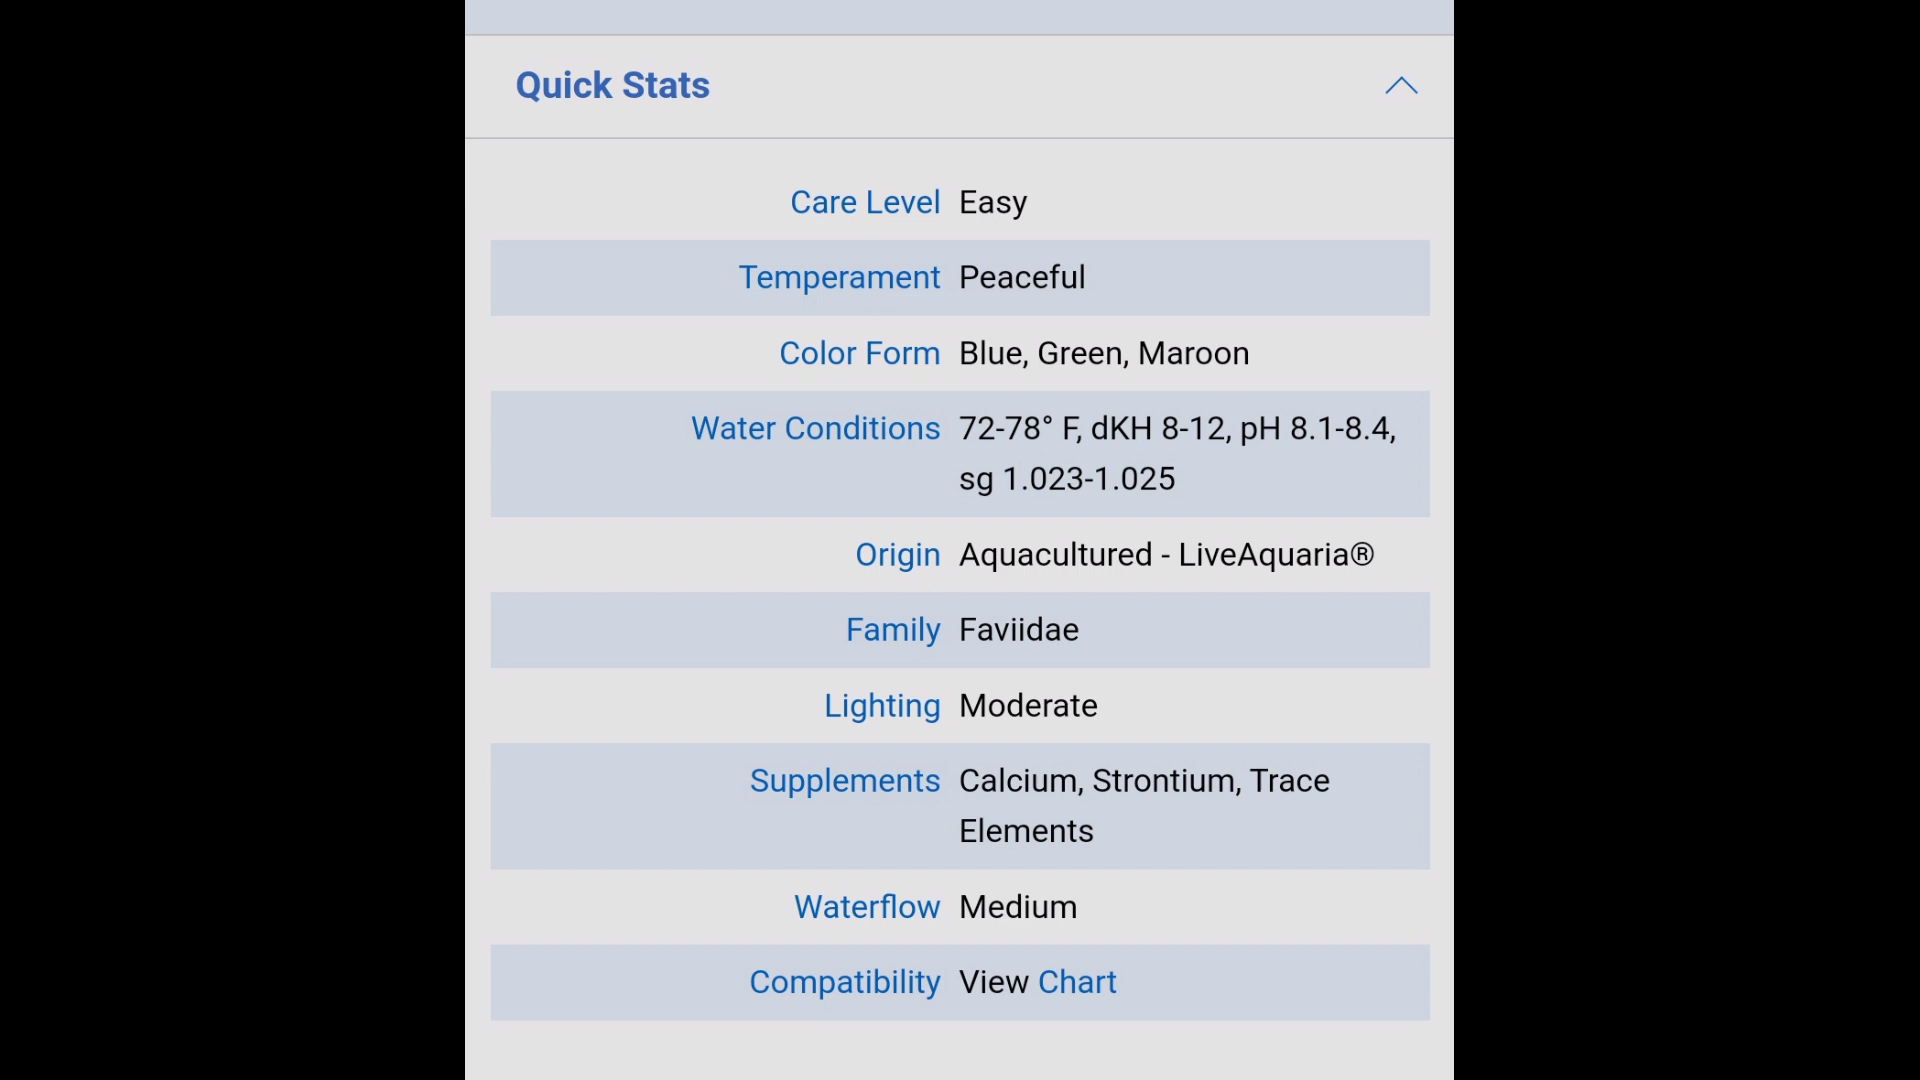 Quick Stats
Care Level Easy
Temperament Peaceful
Color Form Blue, Green, Maroon
Water Conditions 72-78° F, dKH 8-12, pH 8.1-8.4,
sg 1.023-1.025
Origin Aquacultured - LiveAquaria®
Family Faviidae
Lighting Moderate
Supplements Calcium, Strontium, Trace
Elements
Waterflow Medium
Compatibility View Chart